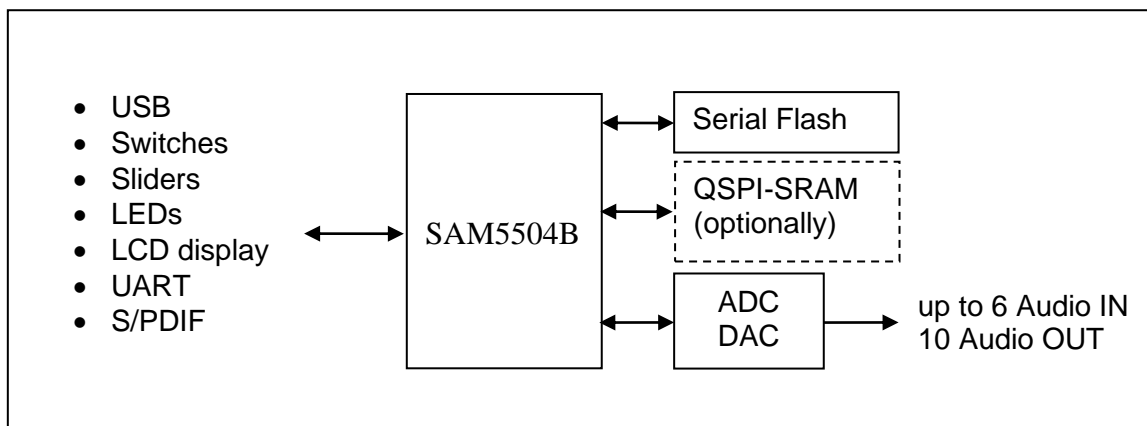 • USB
• Switches
• Sliders
• LEDs
• LCD display
• UART
• S/PDIF
SAM5504B
Serial Flash
QSPI-SRAM
(optionally)
ADC
DAC
up to 6 Audio IN
10 Audio OUT